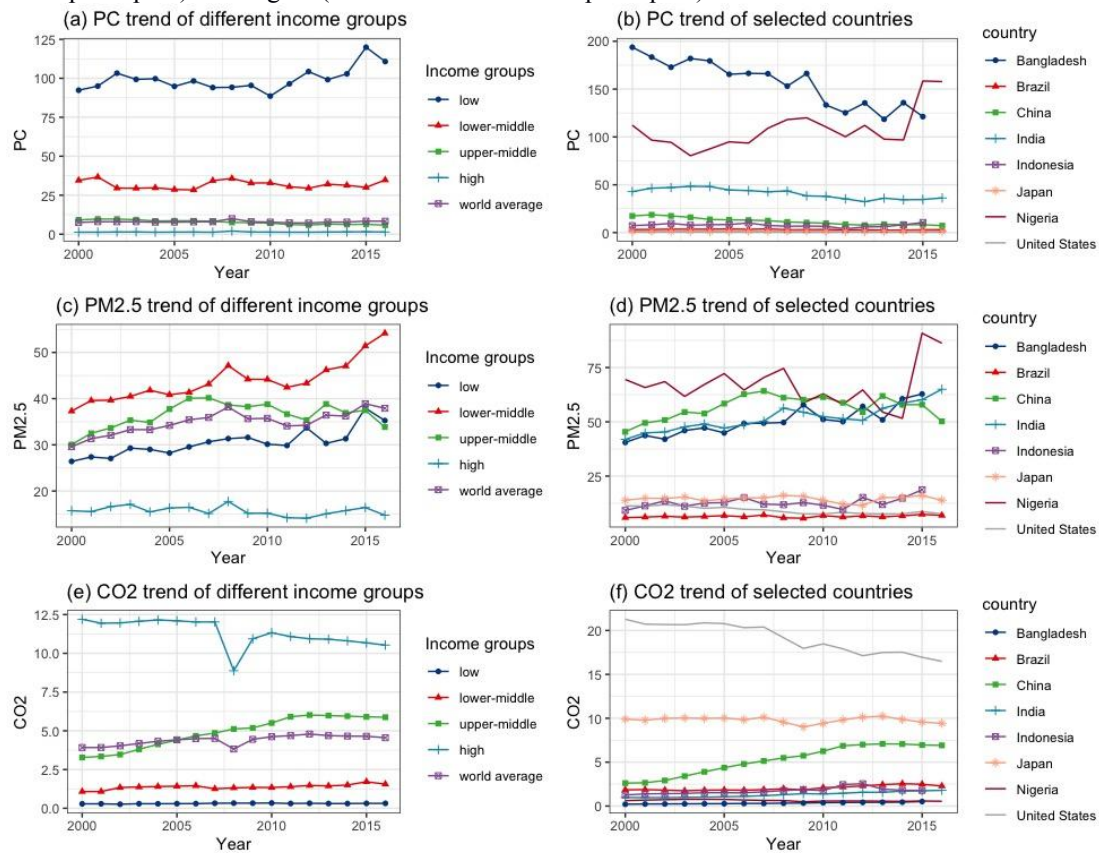 (a) PC trend of different income groups
125
100
75
50
25
0
PC
2000 2005 2010 2015
Year
Income groups
low
lower-middle
upper-middle
high
world average
(b) PC trend of selected countries
200
150
100
50
0
PC
2000 2005 2010 2015
Year
country
Bangladesh
Brazil
China
India
Indonesia
Japan
Nigeria
United States
(c) PM2.5 trend of different income groups
50
40
30
20
PM2.5
2000 2005 2010 2015
Year
Income groups
low
lower-middle
upper-middle
high
world average
(d) PM2.5 trend of selected countries
75
50
25
PM2.5
2000 2005 2010 2015
Year
country
Bangladesh
Brazil
China
India
Indonesia
Japan
Nigeria
United States
(e) CO2 trend of different income groups
12.5
10.0
7.5
5.0
2.5
0.0
CO2
2000 2005 2010 2015
Year
Income groups
low
lower-middle
upper-middle
high
world average
(f) CO2 trend of selected countries
20
15
10
5
0
CO2
2000 2005 2010 2015
Year
country
Bangladesh
Brazil
China
India
Indonesia
Japan
Nigeria
United States